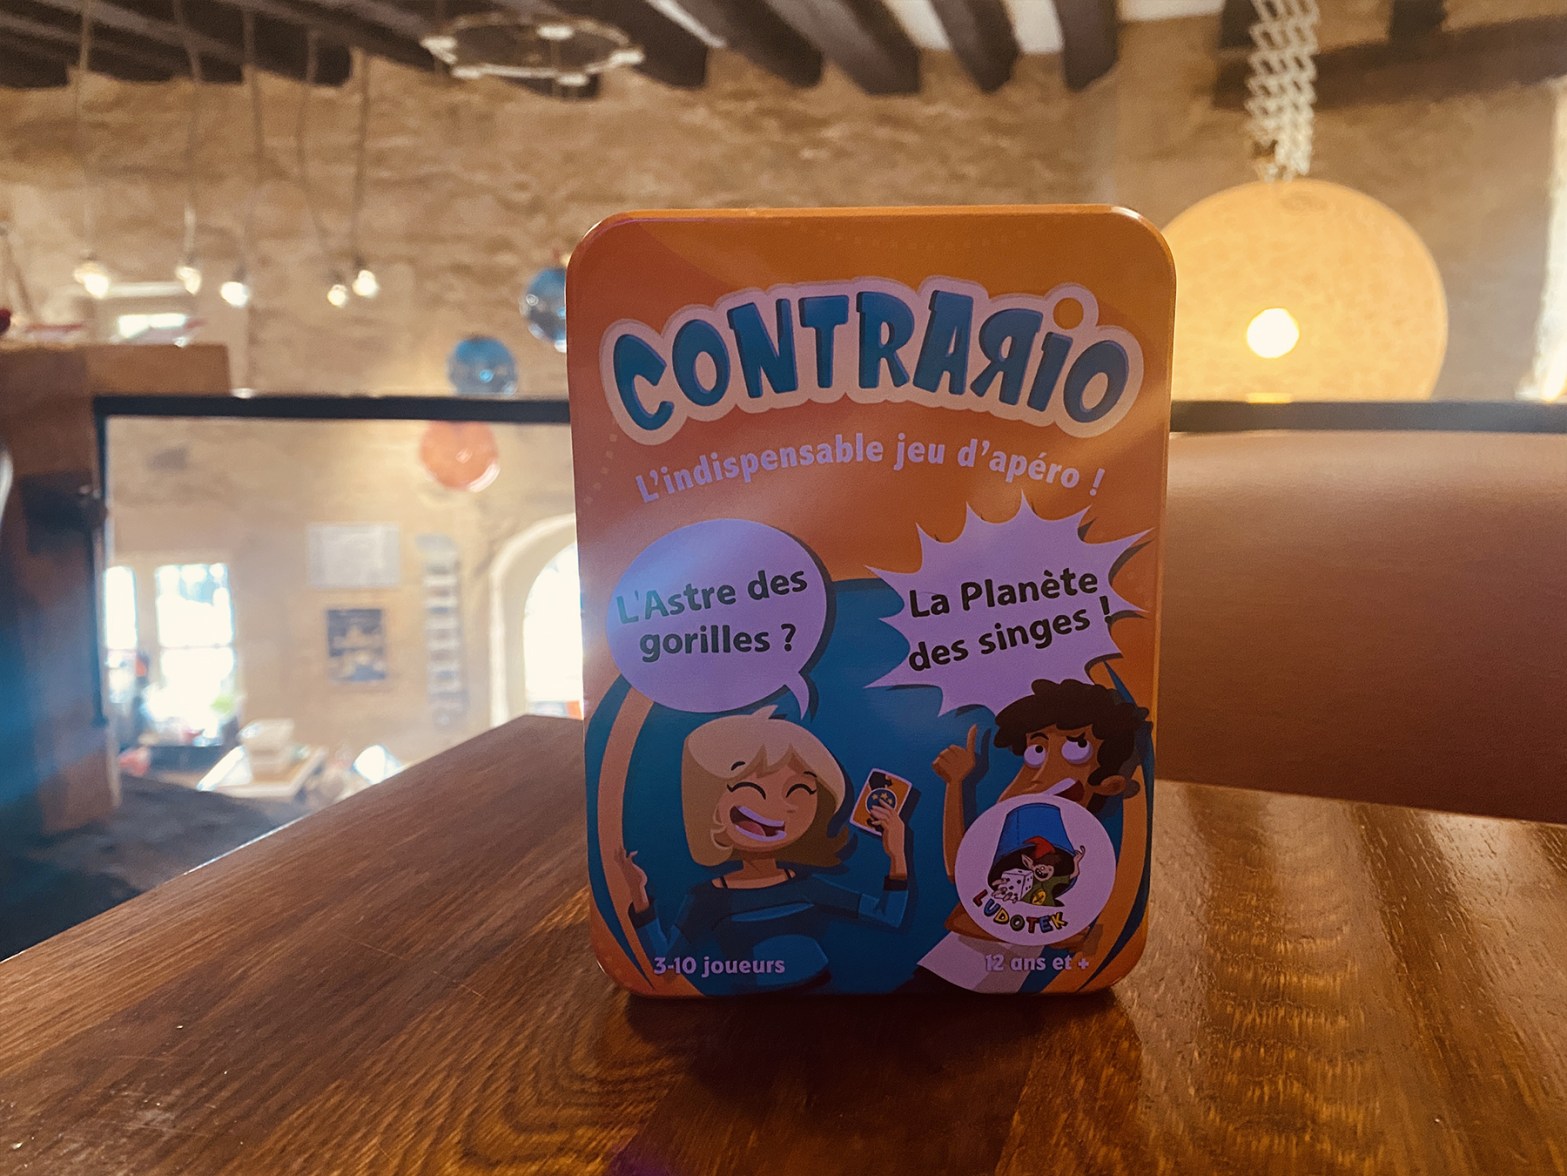 CONTRARIO
L'indispensable jeu d'apéro !
L'Astre des
gorilles ?
La Planète
des singes !
LUDOTEK
3-10 joueurs
12 ans et +